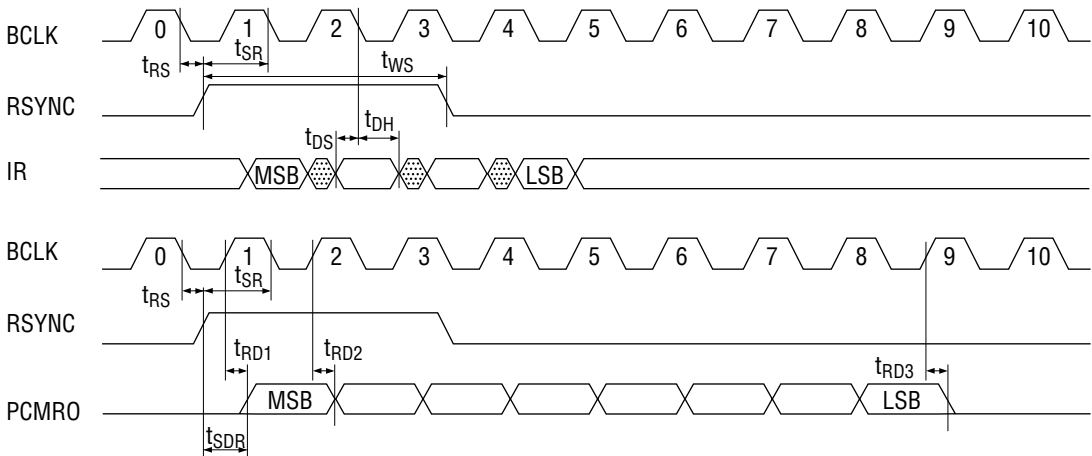 BCLK 0 1 2 3 4 5 6 7 8 9 10
tRS tSR tWS
RSYNC
tDS tDH
IR MSB LSB
BCLK 0 1 2 3 4 5 6 7 8 9 10
tRS tSR
RSYNC
tRD1 tRD2 tRD3
PCMRO MSB LSB
tSDR